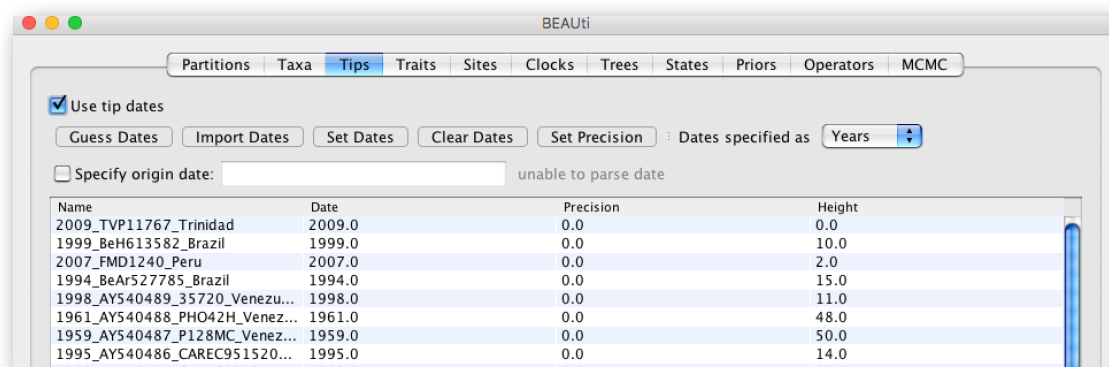 BEAUti
Partitions Taxa Tips Traits Sites Clocks Trees States Priors Operators MCMC
Use tip dates
Guess Dates Import Dates Set Dates Clear Dates Set Precision : Dates specified as Years
Specify origin date: unable to parse date
Name Date Precision Height
2009_TVP11767_Trinidad 2009.0 0.0 0.0
1999_BeH613582_Brazil 1999.0 0.0 10.0
2007_FMD1240_Peru 2007.0 0.0 2.0
1994_BeAr527785_Brazil 1994.0 0.0 15.0
1998_AY540489_35720_Venezu... 1998.0 0.0 11.0
1961_AY540488_PHO42H_Venez... 1961.0 0.0 48.0
1959_AY540487_P128MC_Venez... 1959.0 0.0 50.0
1995_AY540486_CAREC951520... 1995.0 0.0 14.0